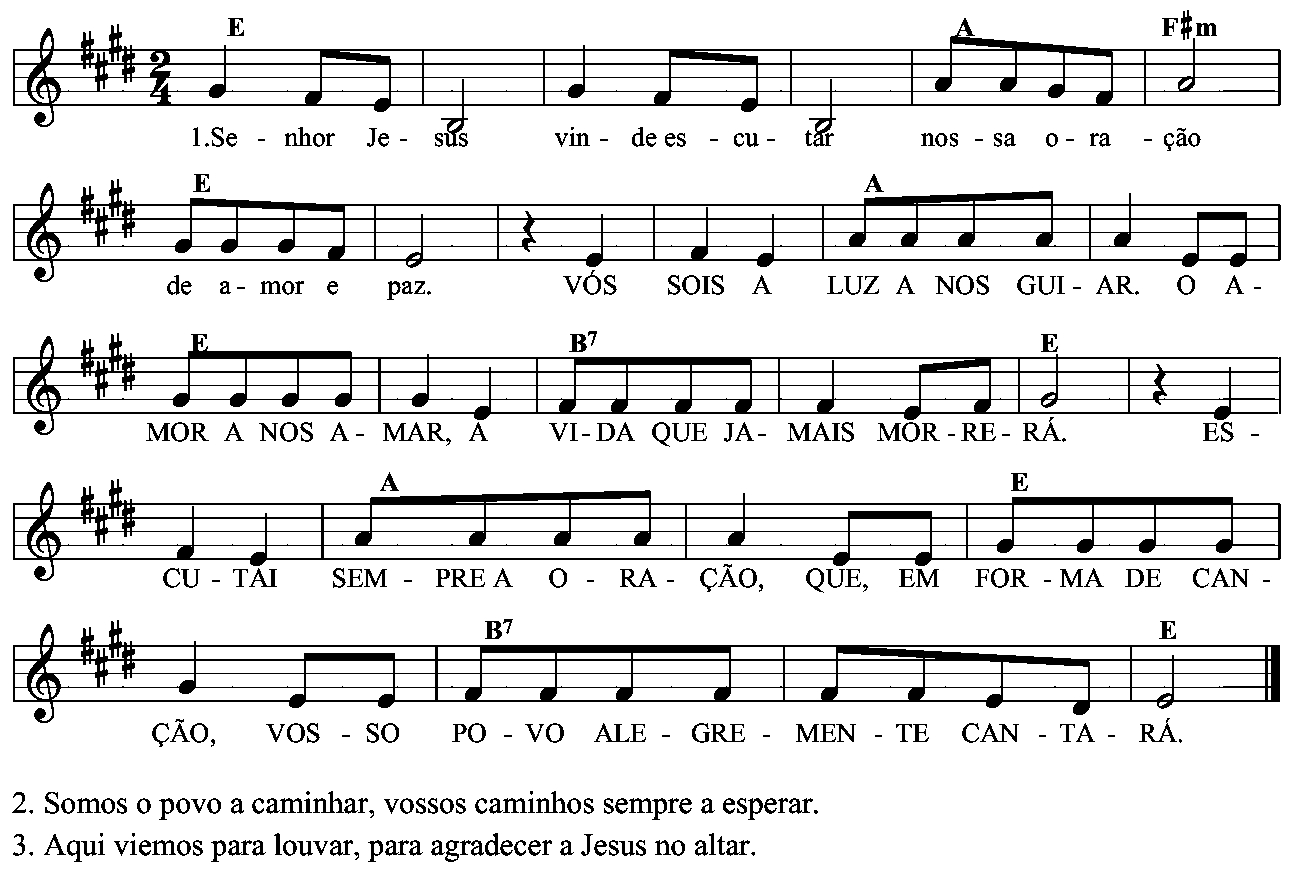 E A F#m
2/4
1.Se - nhor Je - sus vin - de es - cu - tar nos - sa o - ra - ção
E A
de a - mor e paz. VÓS SOIS A LUZ A NOS GUI - AR. O A -
E B7 E
MOR A NOS A - MAR, A VI - DA QUE JA - MAIS MOR - RE - RÁ. ES -
A E
CU - TAI SEM - PRE A O - RA - ÇÃO, QUE, EM FOR - MA DE CAN -
B7 E
ÇÃO, VOS - SO PO - VO ALE - GRE - MEN - TE CAN - TA - RÁ.
2. Somos o povo a caminhar, vossos caminhos sempre a esperar.
3. Aqui viemos para louvar, para agradecer a Jesus no altar.